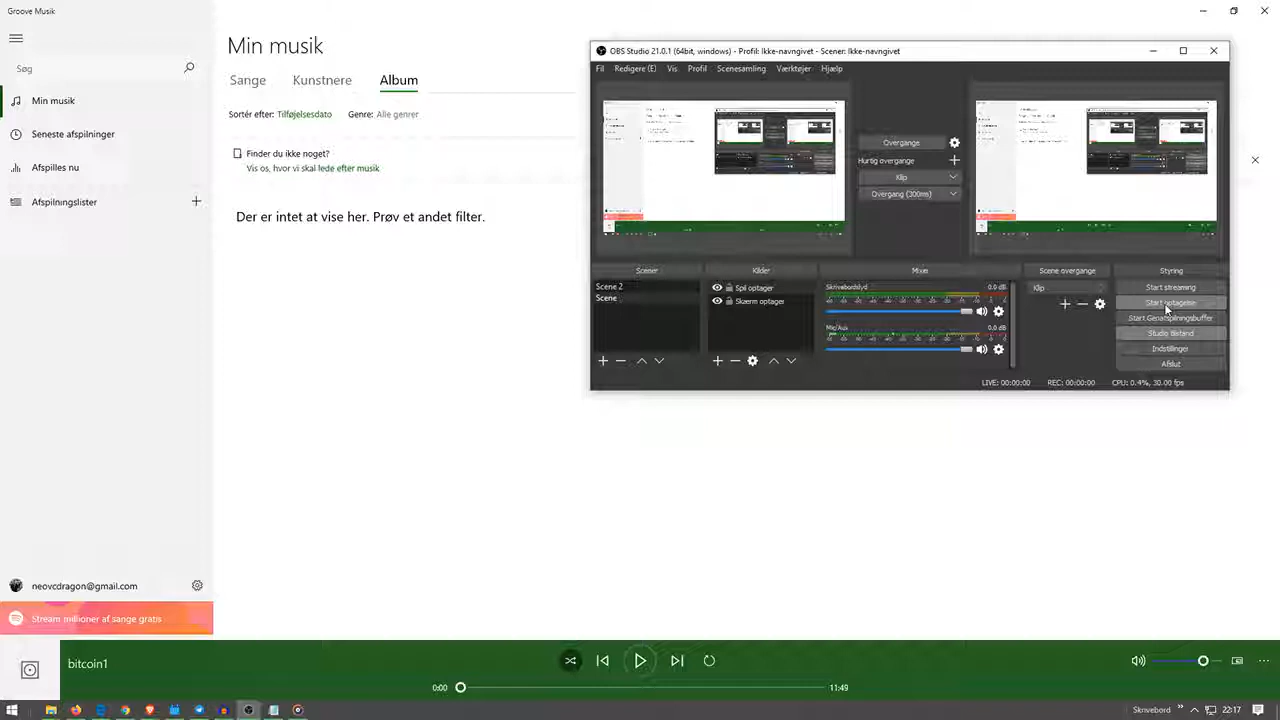 Groove Musik
Min musik
Sange Kunstnere Album
Sortér efter: Tilføjelsesdato Genre: Alle genrer
Finder du ikke noget?
Vis os, hvor vi skal lede efter musik
Der er intet at vise her. Prøv et andet filter.
Søg
Min musik
Seneste afspilninger
Afspilles nu
Afspilningslister
neovcdragon@gmail.com
Stream millioner af sange gratis
OBS Studio 21.0.1 (64bit, windows) - Profil: Ikke-navngivet - Scener: Ikke-navngivet
Fil Redigere (E) Vis Profil Scenesamling Værktøjer Hjælp
Overgange
Hurtig overgange
Klip
Overgang (300ms)
Scener Kilder Mixer Scene overgange Styring
Scene 2
Scene
Spil optager
Skærm optager
Skrivebordslyd 0.0 dB
Mic/Aux 0.0 dB
Klip
Start streaming
Start optagelse
Start Genafspilningsbuffer
Studio tilstand
Indstillinger
Afslut
LIVE: 00:00:00 REC: 00:00:00 CPU: 0.4%, 30.00 fps
bitcoin1
0:00 11:49
Skrivebord 22:17